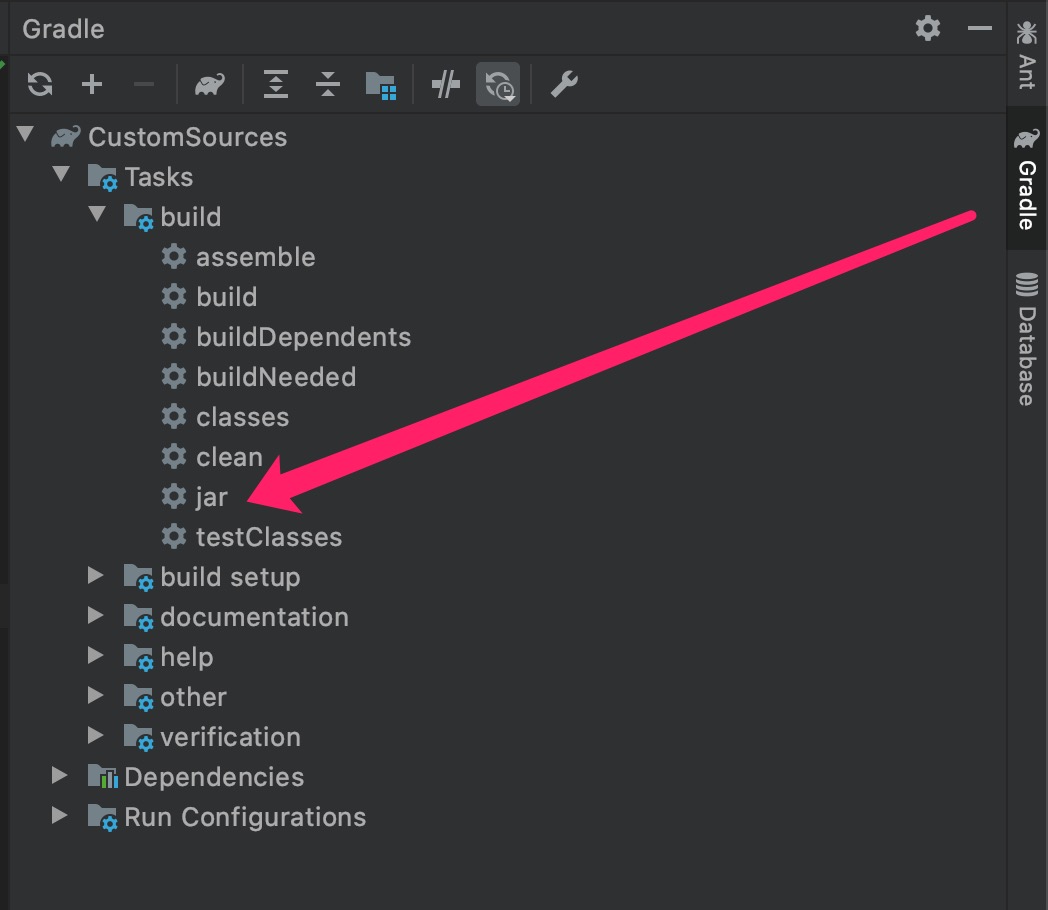 Gradle
CustomSources
Tasks
build
assemble
build
buildDependents
buildNeeded
classes
clean
jar
testClasses
build setup
documentation
help
other
verification
Dependencies
Run Configurations
Ant
Gradle
Database